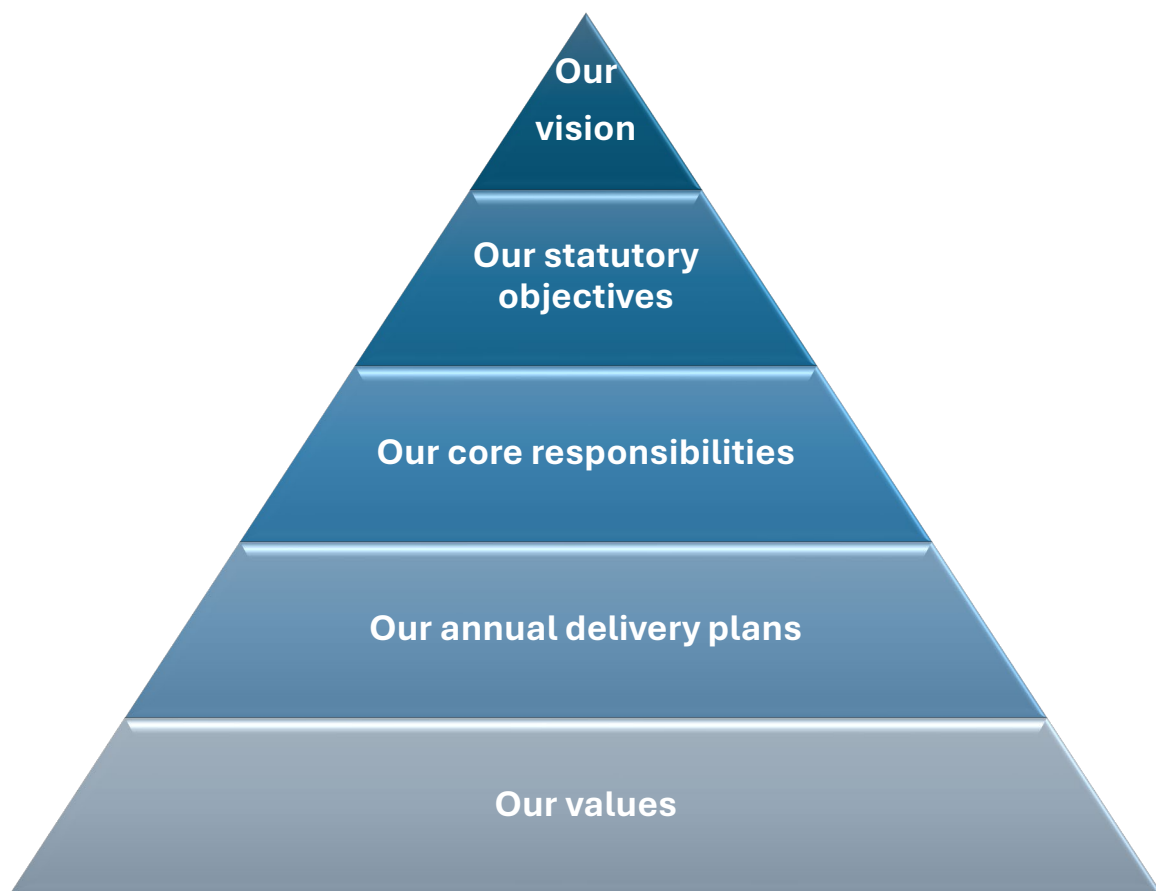 Our
vision
Our statutory
objectives
Our core responsibilities
Our annual delivery plans
Our values